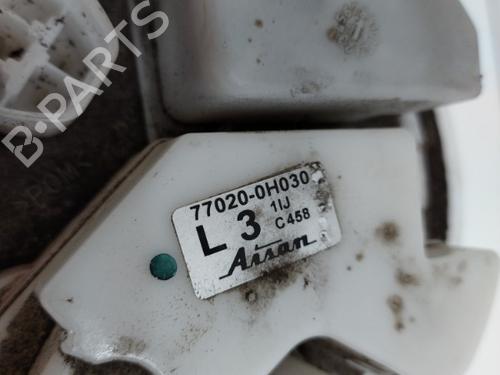 B-PARTS
77020-0H030
L 3 1IJ
C458
Aisan